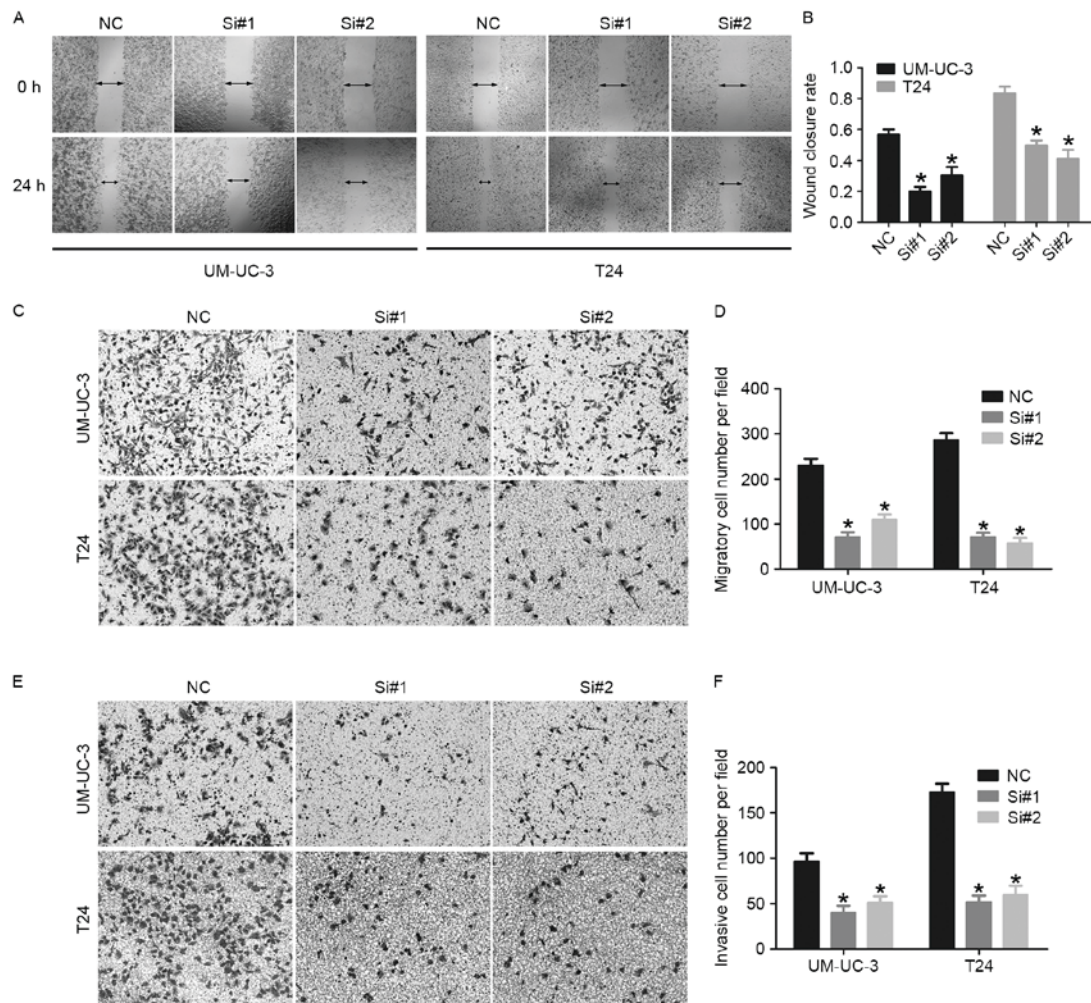 A
NC Si#1 Si#2 NC Si#1 Si#2
0 h
24 h
UM-UC-3 T24
B
Wound closure rate
1.0
0.8
0.6
0.4
0.2
0.0
UM-UC-3
T24
* * * *
NC Si#1 Si#2 NC Si#1 Si#2
C
NC Si#1 Si#2
UM-UC-3
T24
D
Migratory cell number per field
400
300
200
100
0
NC
Si#1
Si#2
* * * *
UM-UC-3 T24
E
NC Si#1 Si#2
UM-UC-3
T24
F
Invasive cell number per field
200
150
100
50
0
NC
Si#1
Si#2
* * * *
UM-UC-3 T24